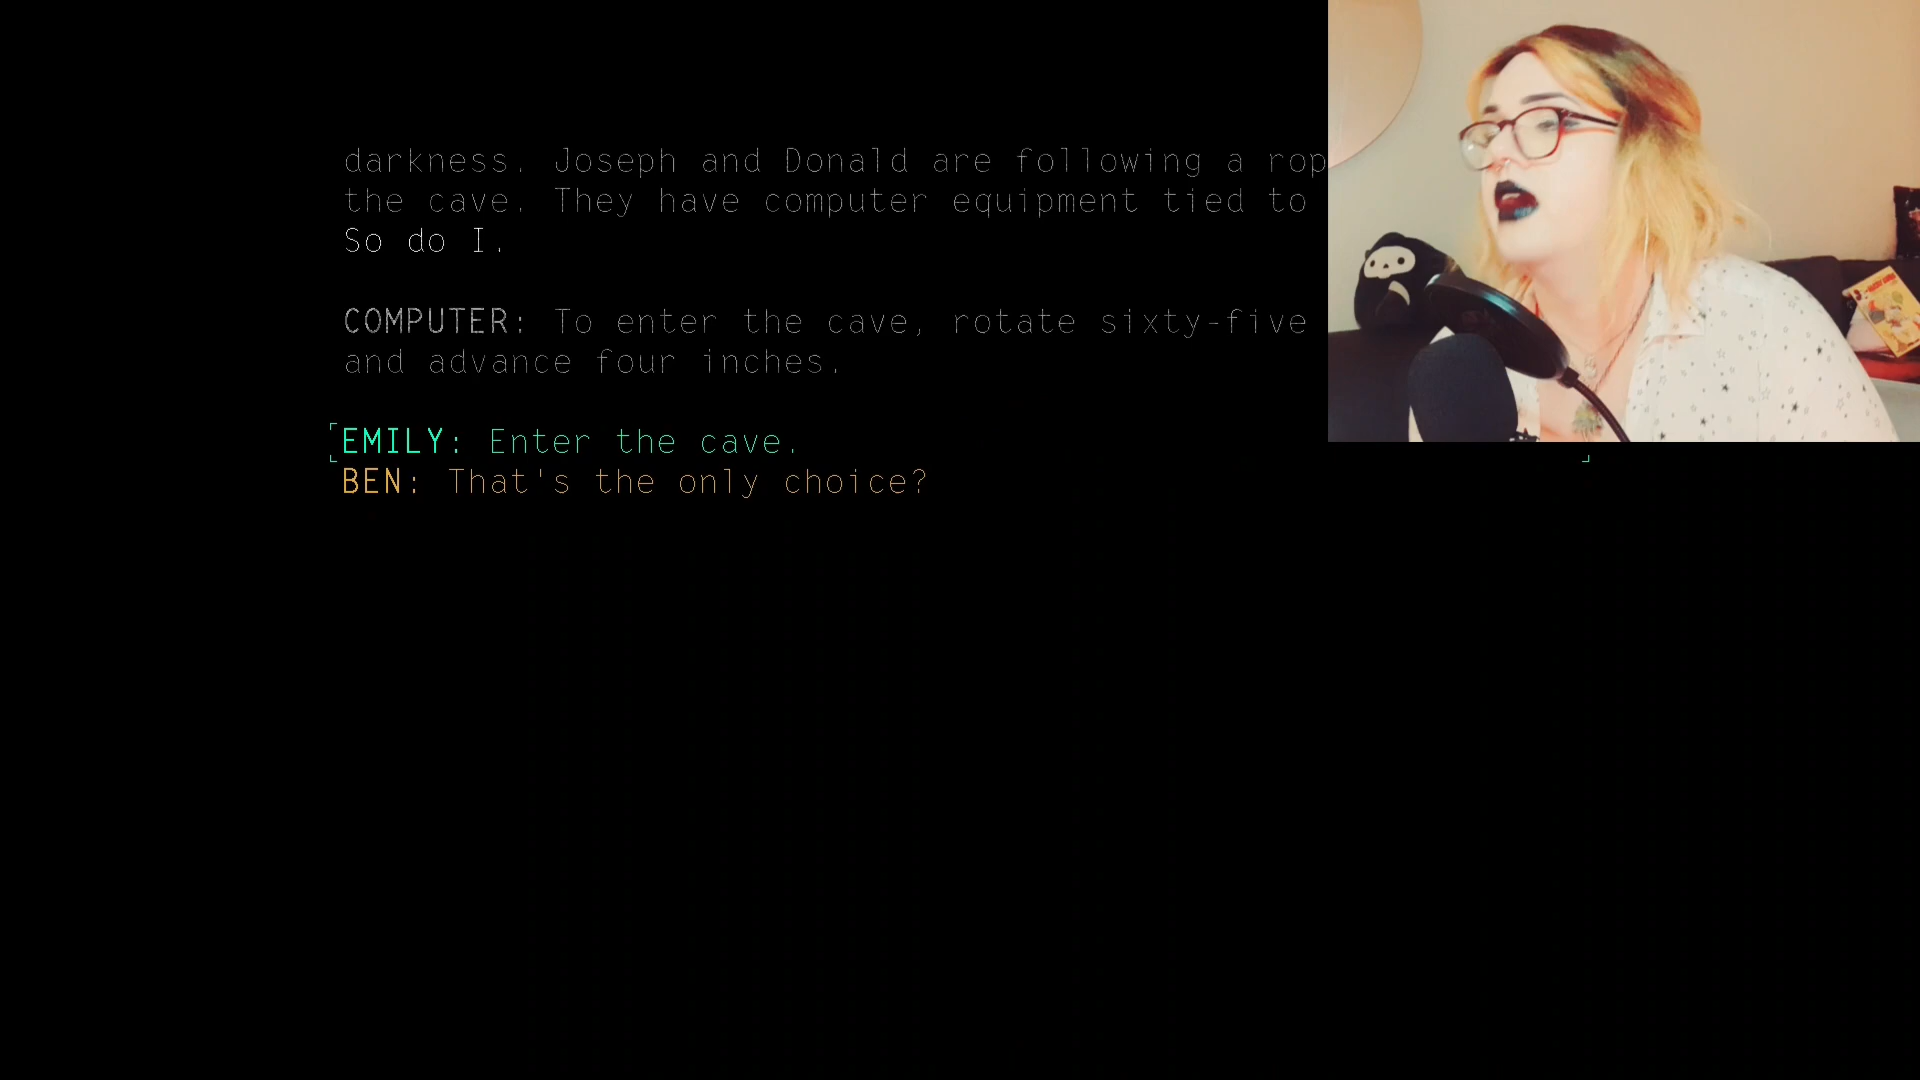 darkness. Joseph and Donald are following a rop
the cave. They have computer equipment tied to
So do I.
COMPUTER: To enter the cave, rotate sixty-five
and advance four inches.
EMILY: Enter the cave.
BEN: That's the only choice?